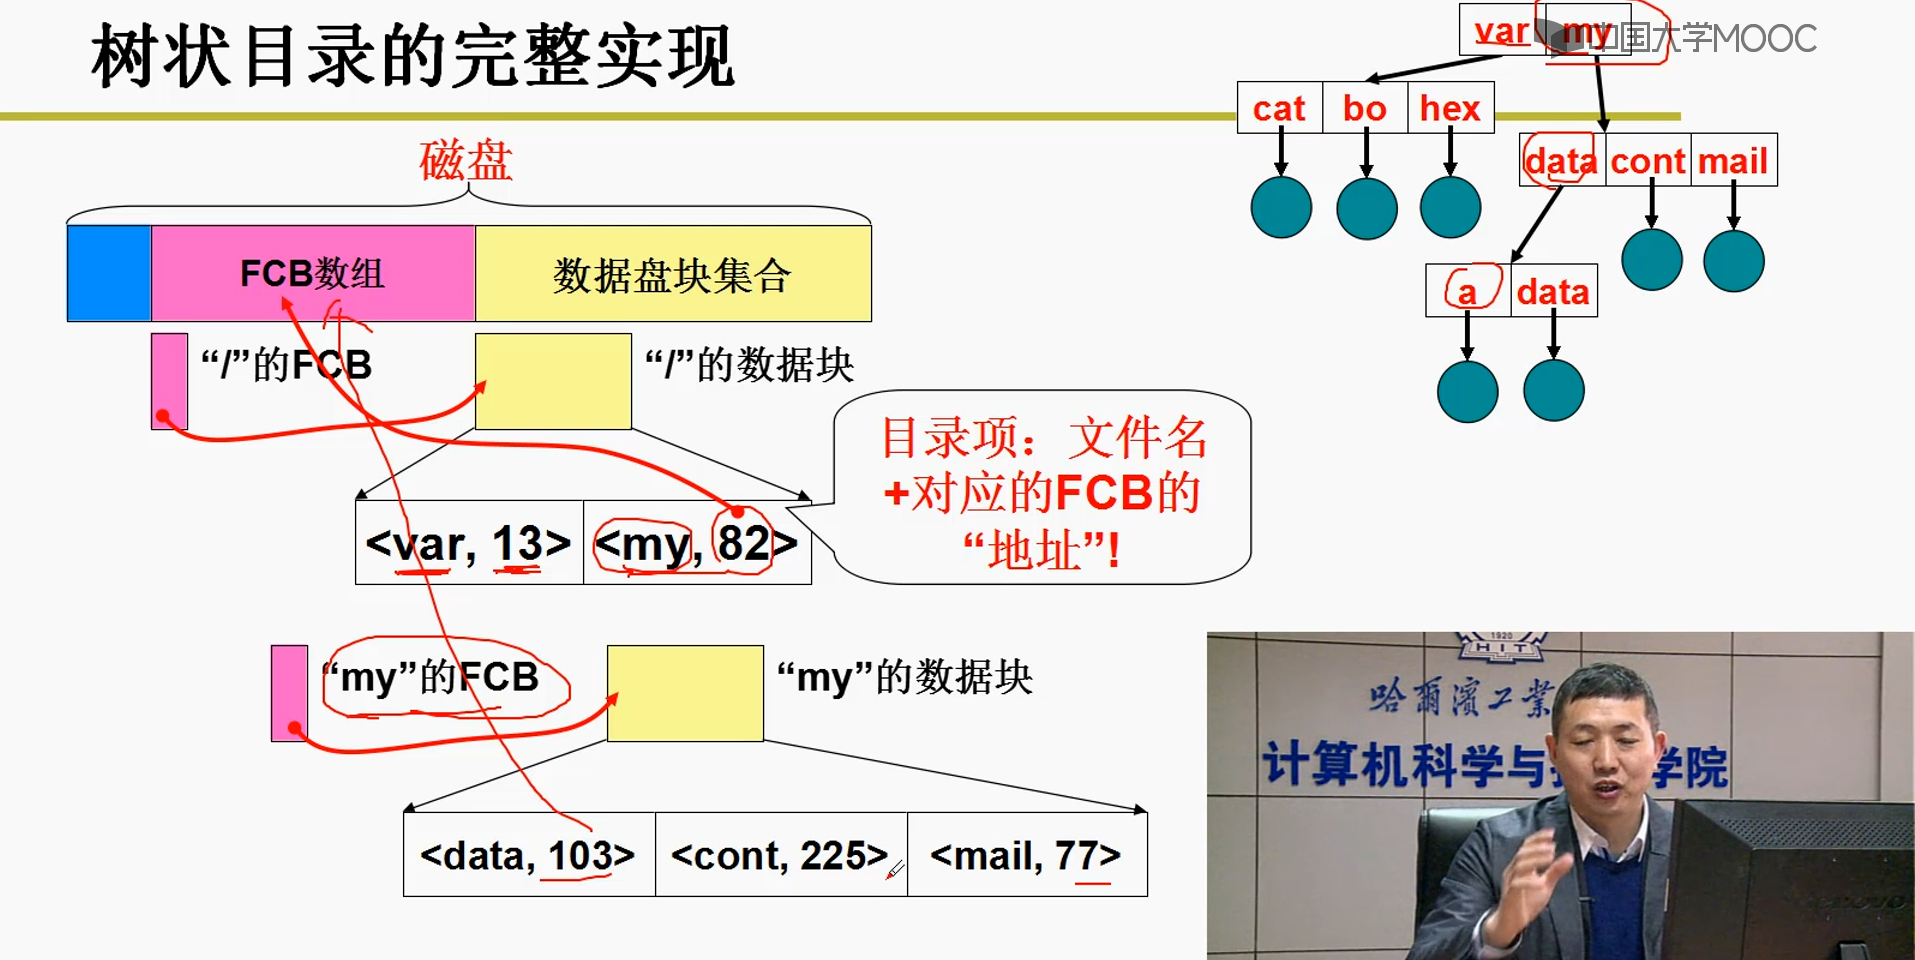 树状目录的完整实现
中国大学MOOC
var my
cat bo hex
data cont mail
a data
磁盘
FCB数组 数据盘块集合
“/”的FCB “/”的数据块
目录项：文件名
+对应的FCB的
“地址”!
<var, 13> <my, 82>
“my”的FCB “my”的数据块
<data, 103> <cont, 225> <mail, 77>
1920
HIT
哈爾濱工業
计算机科学与 学院